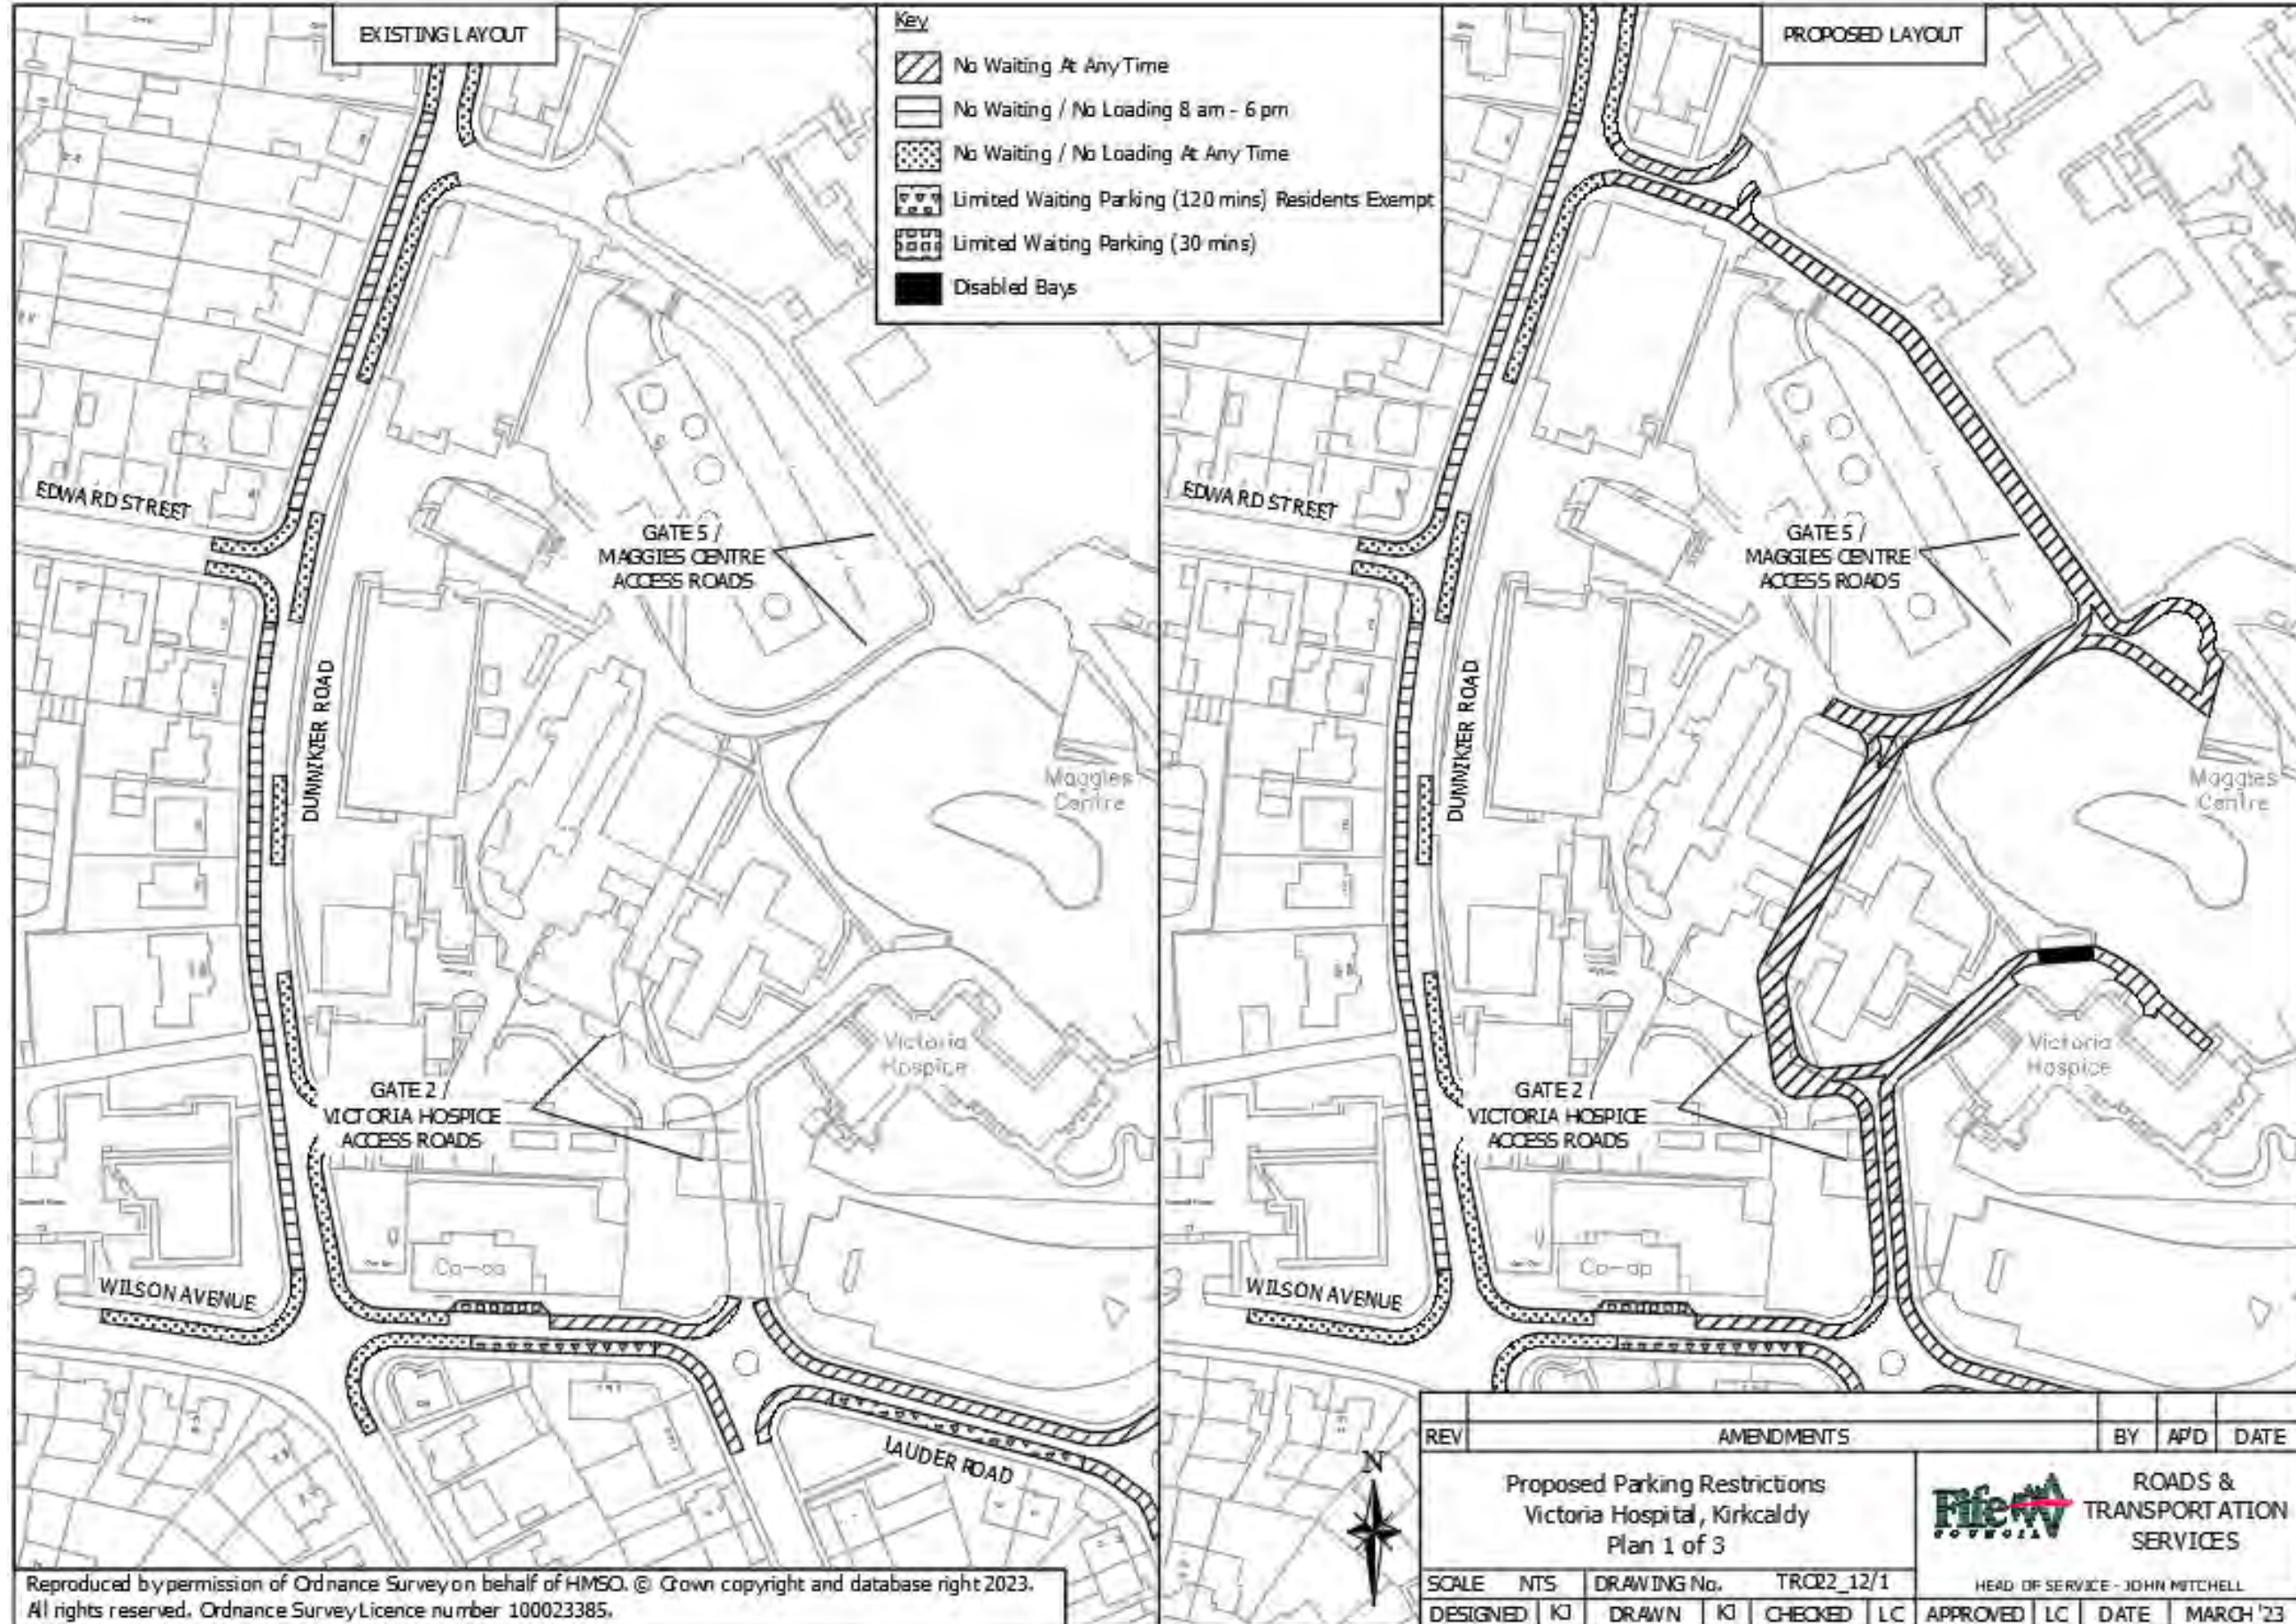 EXISTING LAYOUT
Key
No Waiting At Any Time
No Waiting / No Loading 8 am - 6 pm
No Waiting / No Loading At Any Time
Limited Waiting Parking (120 mins) Residents Exempt
Limited Waiting Parking (30 mins)
Disabled Bays
PROPOSED LAYOUT
EDWARD STREET
GATE 5 /
MAGGIES CENTRE
ACCESS ROADS
DUNNIKIER ROAD
Maggies
Centre
Victoria
Hospice
GATE 2 /
VICTORIA HOSPICE
ACCESS ROADS
Co-op
WILSON AVENUE
LAUDER ROAD
EDWARD STREET
GATE 5 /
MAGGIES CENTRE
ACCESS ROADS
DUNNIKIER ROAD
Maggies
Centre
Victoria
Hospice
GATE 2 /
VICTORIA HOSPICE
ACCESS ROADS
Co-op
WILSON AVENUE
N
REV AMENDMENTS BY AP'D DATE
Proposed Parking Restrictions
Victoria Hospital, Kirkcaldy
Plan 1 of 3
Fife
COUNCIL
ROADS &
TRANSPORTATION
SERVICES
HEAD OF SERVICE - JOHN MITCHELL
SCALE NTS DRAWING No. TRO22_12/1
DESIGNED KJ DRAWN KJ CHECKED LC APPROVED LC DATE MARCH '23
Reproduced by permission of Ordnance Survey on behalf of HMSO. © Crown copyright and database right 2023.
All rights reserved. Ordnance Survey Licence number 100023385.